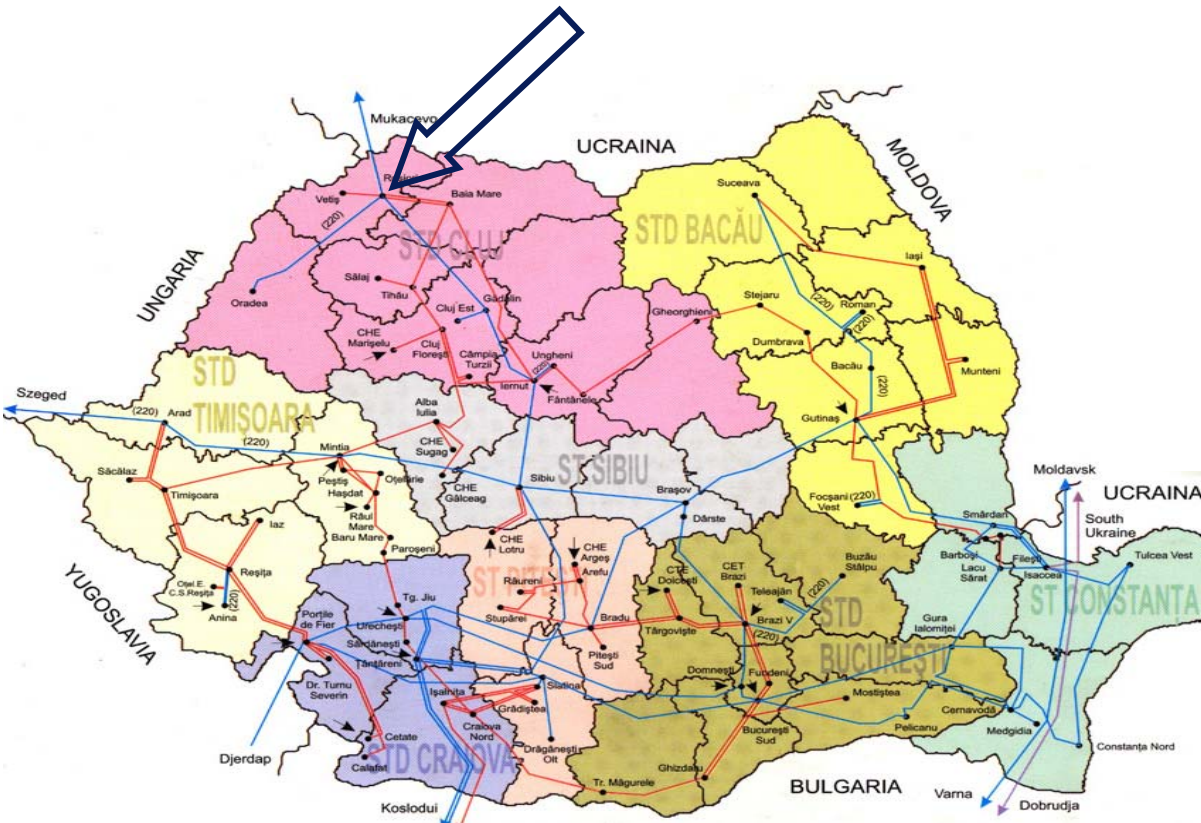 Mukacevo
UCRAINA
MOLDOVA
Vetiş
Baia Mare
Suceava
(220)
STD CLUJ
STD BACĂU
UNGARIA
Iaşi
Sălaj
Tihău
Oradea
Gădălin
Stejaru
(220)
Roman
(220)
Cluj Est
Gheorghieni
CHE
Marişelu
Cluj
Floreşti
Dumbrava
Câmpia
Turzii
(220)
Ungheni
Munteni
Bacău
Iernut
Fântânele
(220)
STD
TIMIŞOARA
Szeged
(220)
Arad
Alba
Iulia
(220)
Gutinaş
Mintia
CHE
Sugag
ST SIBIU
Moldavsk
Săcălaz
Peştiş
Oţelărie
Haşdat
CHE
Gâlceag
Sibiu
Braşov
UCRAINA
Timişoara
Focşani
Vest
(220)
Râul
Mare
Dârste
South
Ukraine
Iaz
Baru Mare
Smârdan
Paroşeni
CHE
Lotru
CHE
Argeş
Arefu
Barboşi
Lacu
Sărat
Fileşti
Isaccea
Tulcea Vest
Buzău
Stâlpu
ST PITEŞTI
Reşiţa
CTE
Doiceşti
CET
Brazi
Oţel.E.
C.S.Reşiţa
Răureni
Teleajăn
(220)
ST CONSTANTA
YUGOSLAVIA
(220)
Anina
Tg. Jiu
Stupărei
Bradu
STD
BUCUREŞTI
Gura
Ialomiţei
Porţile
de Fier
Urecheşti
Târgovişte
Brazi V
(220)
Sărdăneşti
Piteşti
Sud
Ţânţăreni
Domneşti
Fundeni
Dr. Turnu
Severin
Işalniţa
Slatina
Mostiştea
Grădiştea
Cernavodă
Craiova
Nord
Bucureşti
Sud
Pelicanu
Medgidia
Cetate
Drăgăneşti
Olt
Constanţa Nord
Djerdap
STD CRAIOVA
Calafat
Ghizdaru
Tr. Măgurele
BULGARIA
Varna
Koslodui
Dobrudja